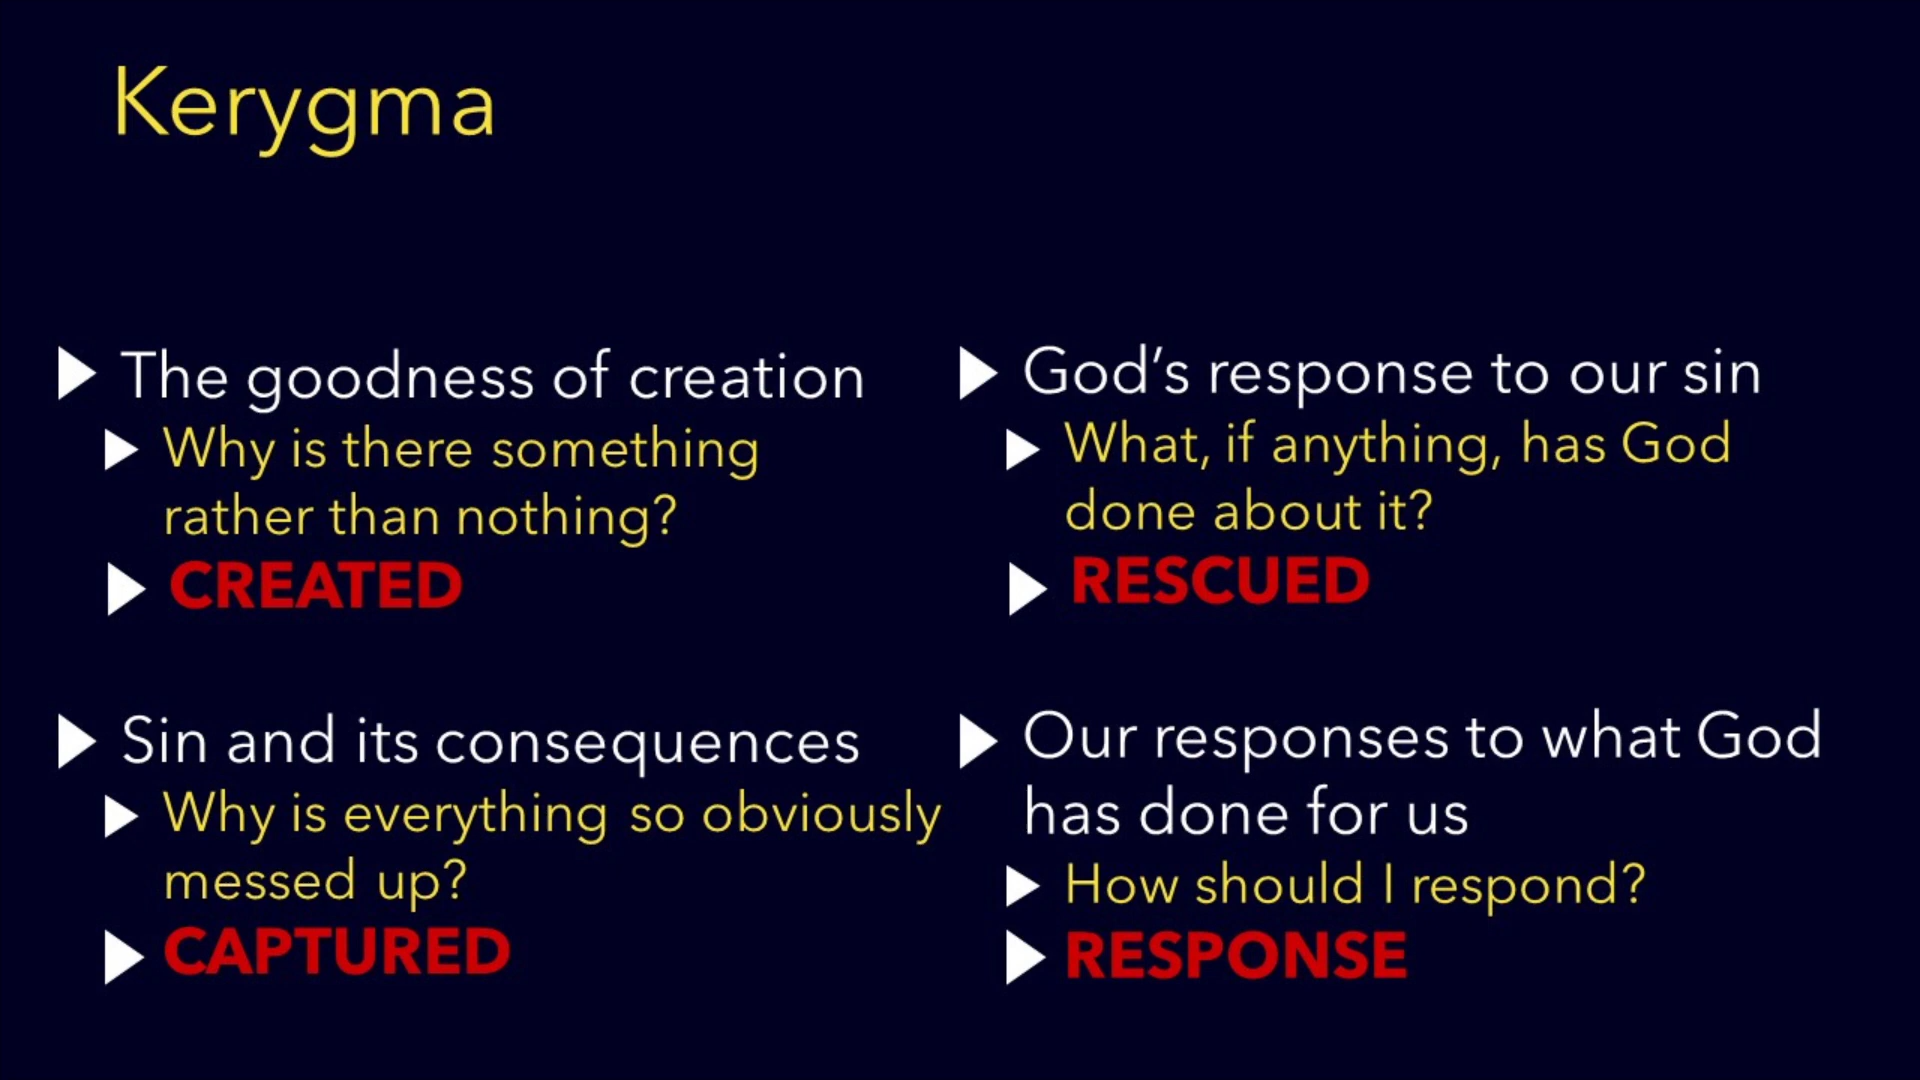 Kerygma
The goodness of creation
Why is there something
rather than nothing?
CREATED
Sin and its consequences
Why is everything so obviously
messed up?
CAPTURED
God’s response to our sin
What, if anything, has God
done about it?
RESCUED
Our responses to what God
has done for us
How should I respond?
RESPONSE